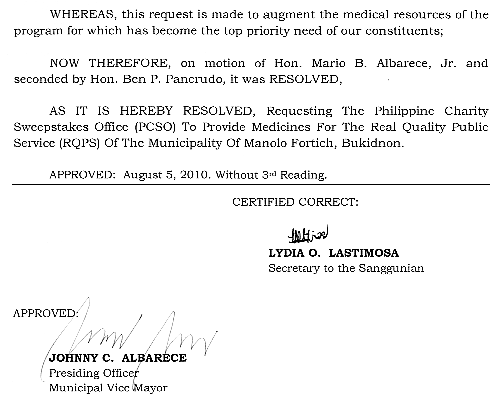 WHEREAS, this request is made to augment the medical resources of the
program for which has become the top priority need of our constituents;
NOW THEREFORE, on motion of Hon. Mario B. Albarece, Jr. and
seconded by Hon. Ben P. Pancrudo, it was RESOLVED,
AS IT IS HEREBY RESOLVED, Requesting The Philippine Charity
Sweepstakes Office (PCSO) To Provide Medicines For The Real Quality Public
Service (RQPS) Of The Municipality Of Manolo Fortich, Bukidnon.
APPROVED: August 5, 2010. Without 3rd Reading.
CERTIFIED CORRECT:
LYDIA O. LASTIMOSA
Secretary to the Sanggunian
APPROVED:
JOHNNY C. ALBARECE
Presiding Officer
Municipal Vice Mayor